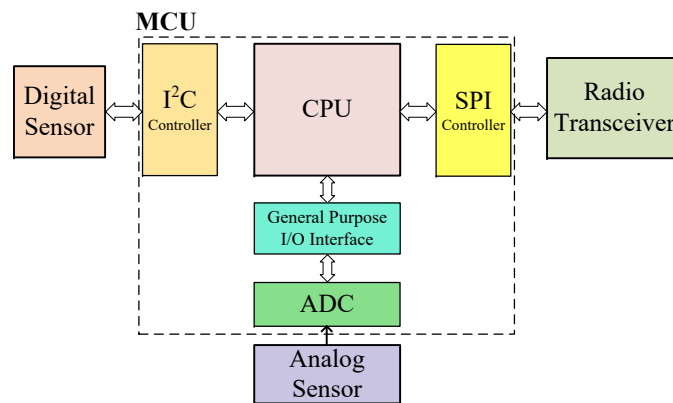 MCU
Digital
Sensor
I²C
Controller
CPU
SPI
Controller
Radio
Transceiver
General Purpose
I/O Interface
ADC
Analog
Sensor